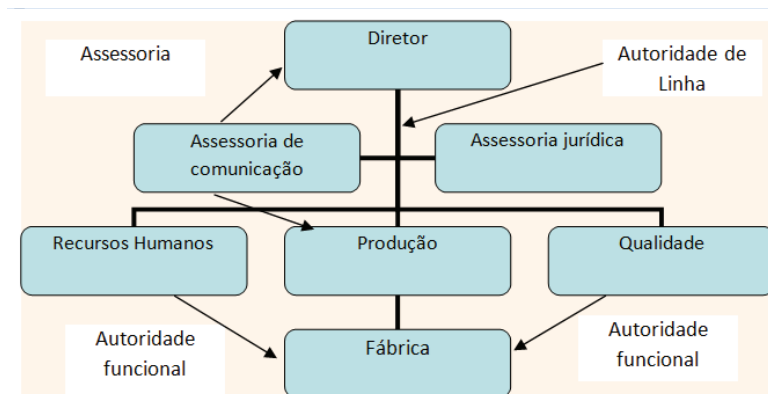 Diretor
Assessoria
Autoridade de
Linha
Assessoria de
comunicação
Assessoria jurídica
Recursos Humanos
Produção
Qualidade
Autoridade
funcional
Fábrica
Autoridade
funcional